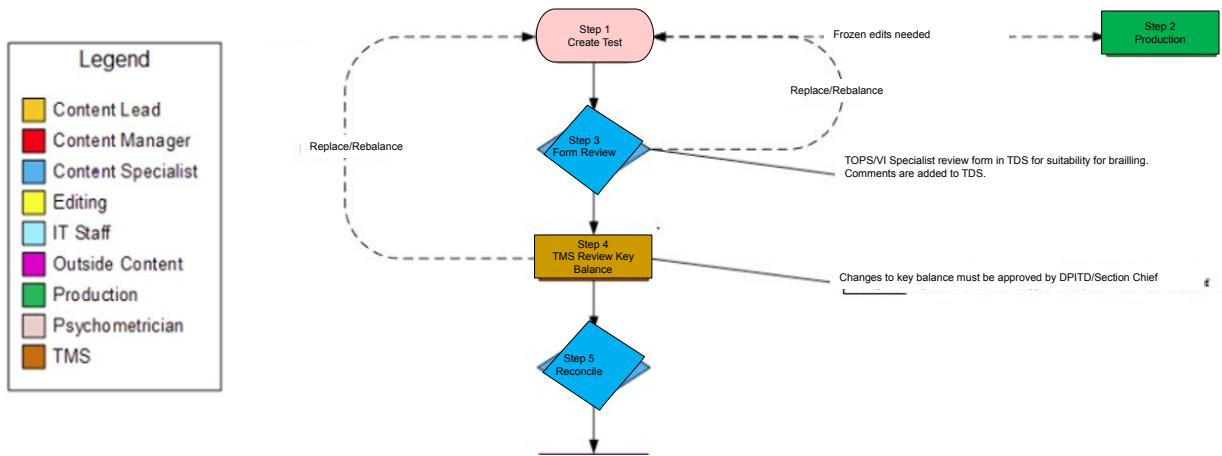 Legend
Content Lead
Content Manager
Content Specialist
Editing
IT Staff
Outside Content
Production
Psychometrician
TMS
Step 1
Create Test
Frozen edits needed
Step 2
Production
Replace/Rebalance
Replace/Rebalance
Step 3
Form Review
TOPS/VI Specialist review form in TDS for suitability for brailling.
Comments are added to TDS.
Step 4
TMS Review Key
Balance
Changes to key balance must be approved by DPITD/Section Chief
Step 5
Reconcile